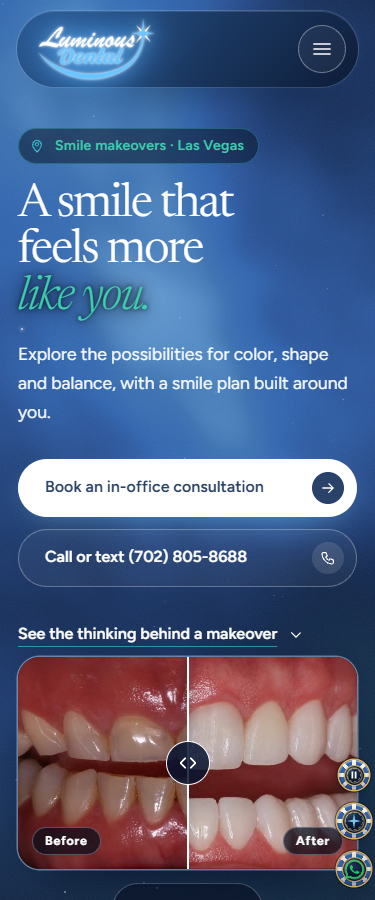 Luminous
Dental
Smile makeovers · Las Vegas
A smile that
feels more
like you.
Explore the possibilities for color, shape
and balance, with a smile plan built around
you.
Book an in-office consultation
Call or text (702) 805-8688
See the thinking behind a makeover
Before
After